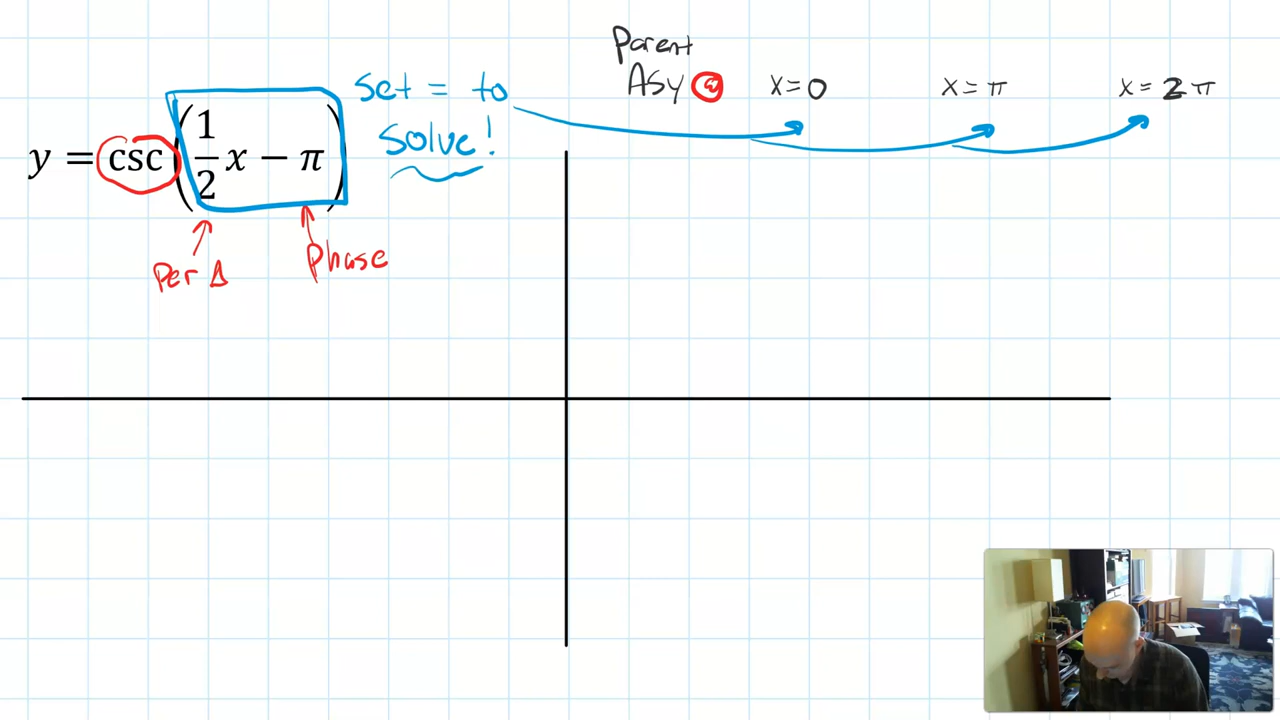 Parent
Asy @ x=0 x=π x=2π
set = to
solve!
y = csc(1/2 x − π)
Per Δ
Phase